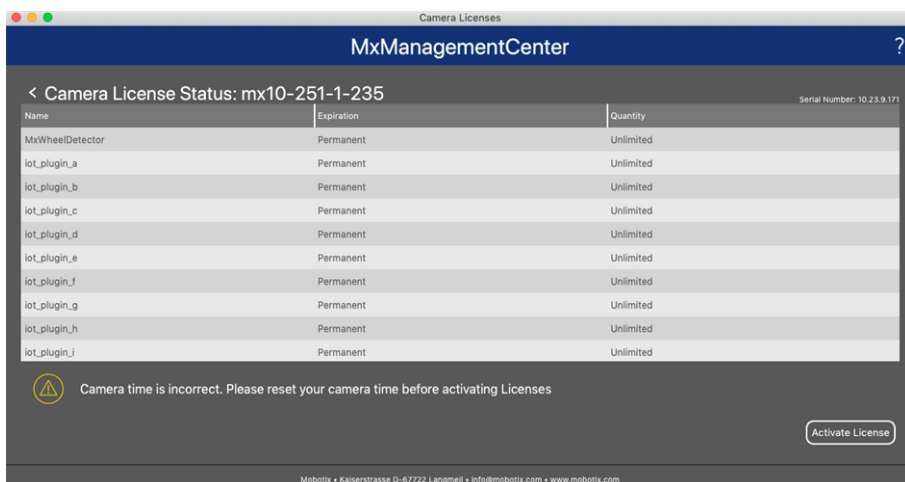 Camera Licenses
MxManagementCenter
?
< Camera License Status: mx10-251-1-235
Serial Number: 10.23.9.171
Name Expiration Quantity
MxWheelDetector Permanent Unlimited
iot_plugin_a Permanent Unlimited
iot_plugin_b Permanent Unlimited
iot_plugin_c Permanent Unlimited
iot_plugin_d Permanent Unlimited
iot_plugin_e Permanent Unlimited
iot_plugin_f Permanent Unlimited
iot_plugin_g Permanent Unlimited
iot_plugin_h Permanent Unlimited
iot_plugin_i Permanent Unlimited
Camera time is incorrect. Please reset your camera time before activating Licenses
Activate License
Mobotix • Kaiserstrasse D-67722 Langmeil • info@mobotix.com • www.mobotix.com